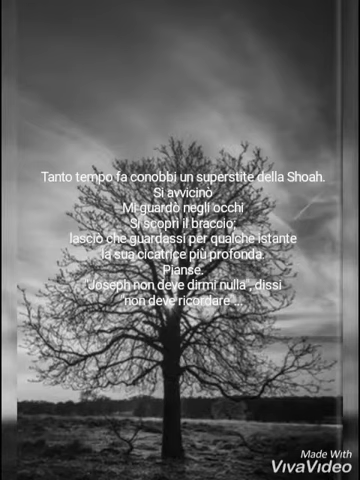 Tanto tempo fa conobbi un superstite della Shoah.
Si avvicinò
Mi guardò negli occhi
Si scoprì il braccio;
lasciò che guardassi per qualche istante
la sua cicatrice più profonda.
Pianse.
"Joseph non deve dirmi nulla", dissi
"non deve ricordare"...
Made With
VivaVideo